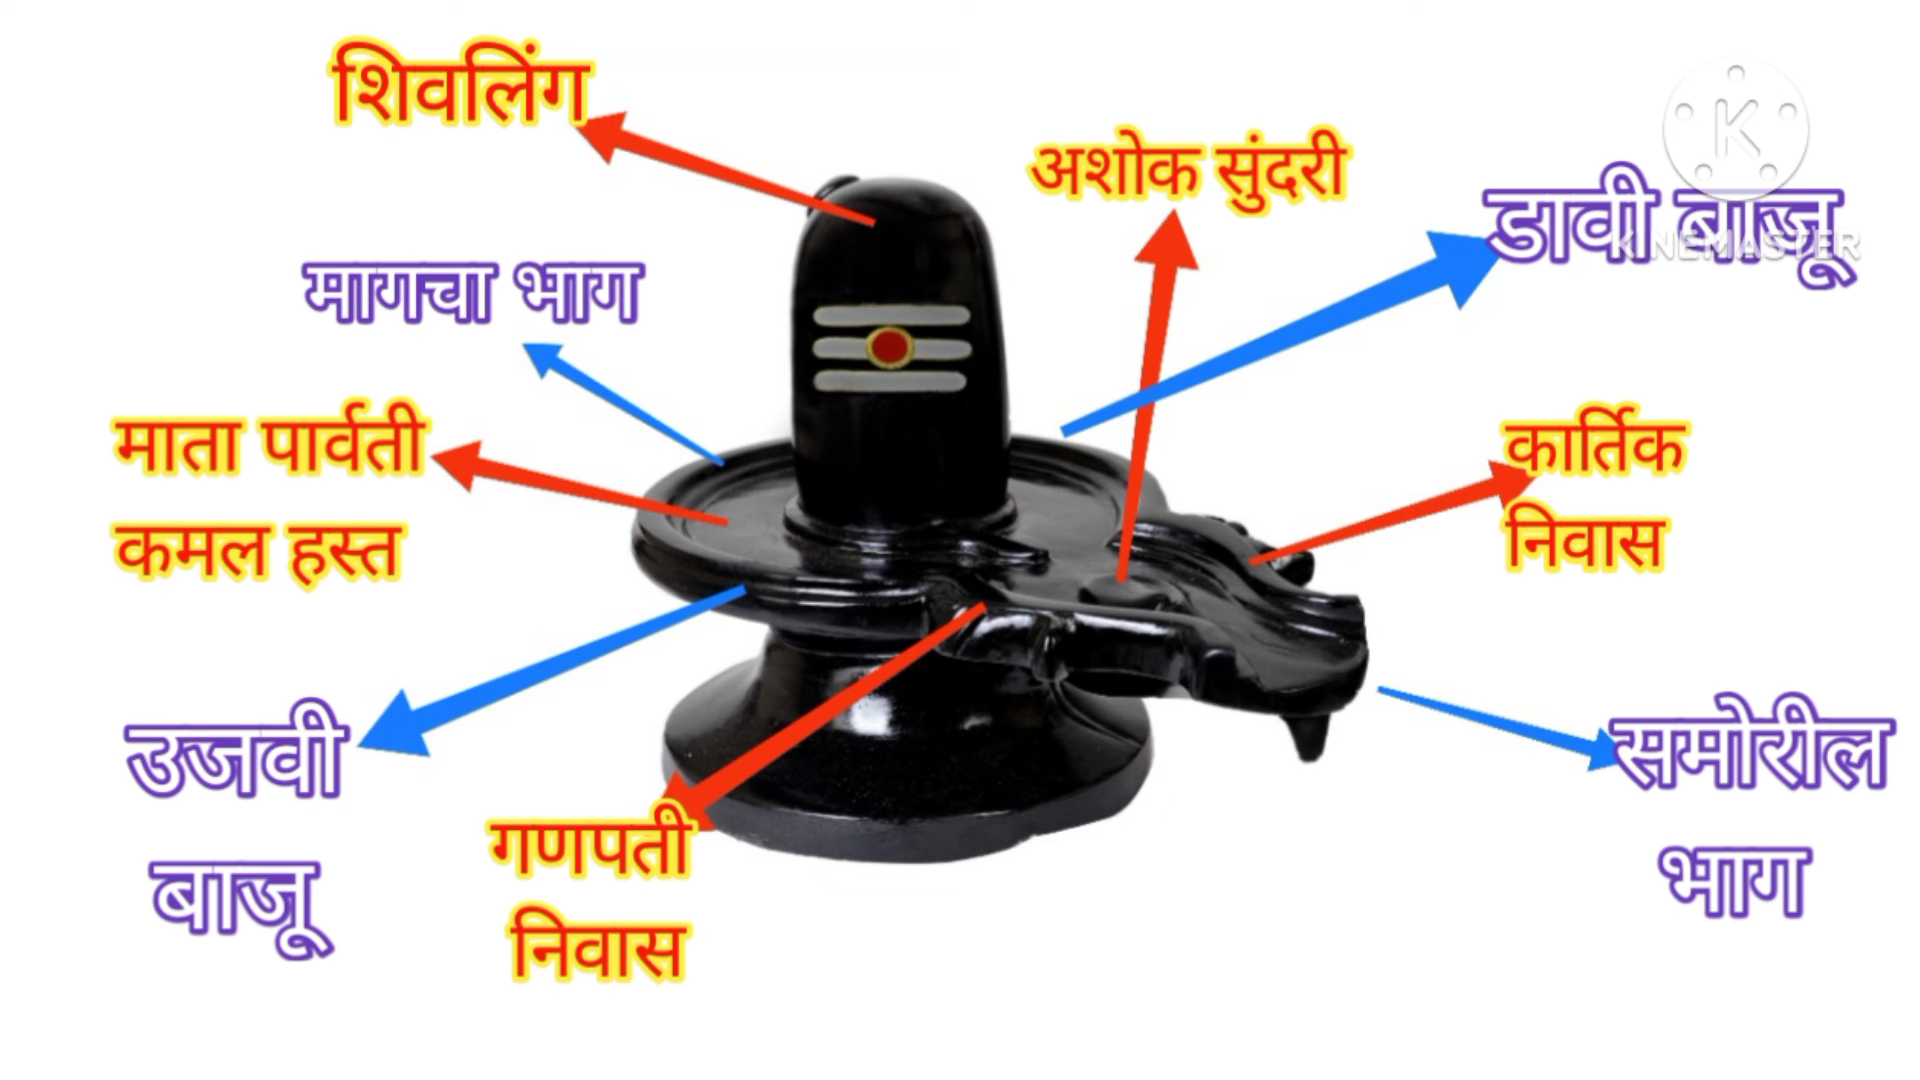 शिवलिंग
अशोक सुंदरी
K
KINEMASTER
डावी बाजू
मागचा भाग
माता पार्वती
कमल हस्त
कार्तिक
निवास
उजवी
बाजू
गणपती
निवास
समोरील
भाग